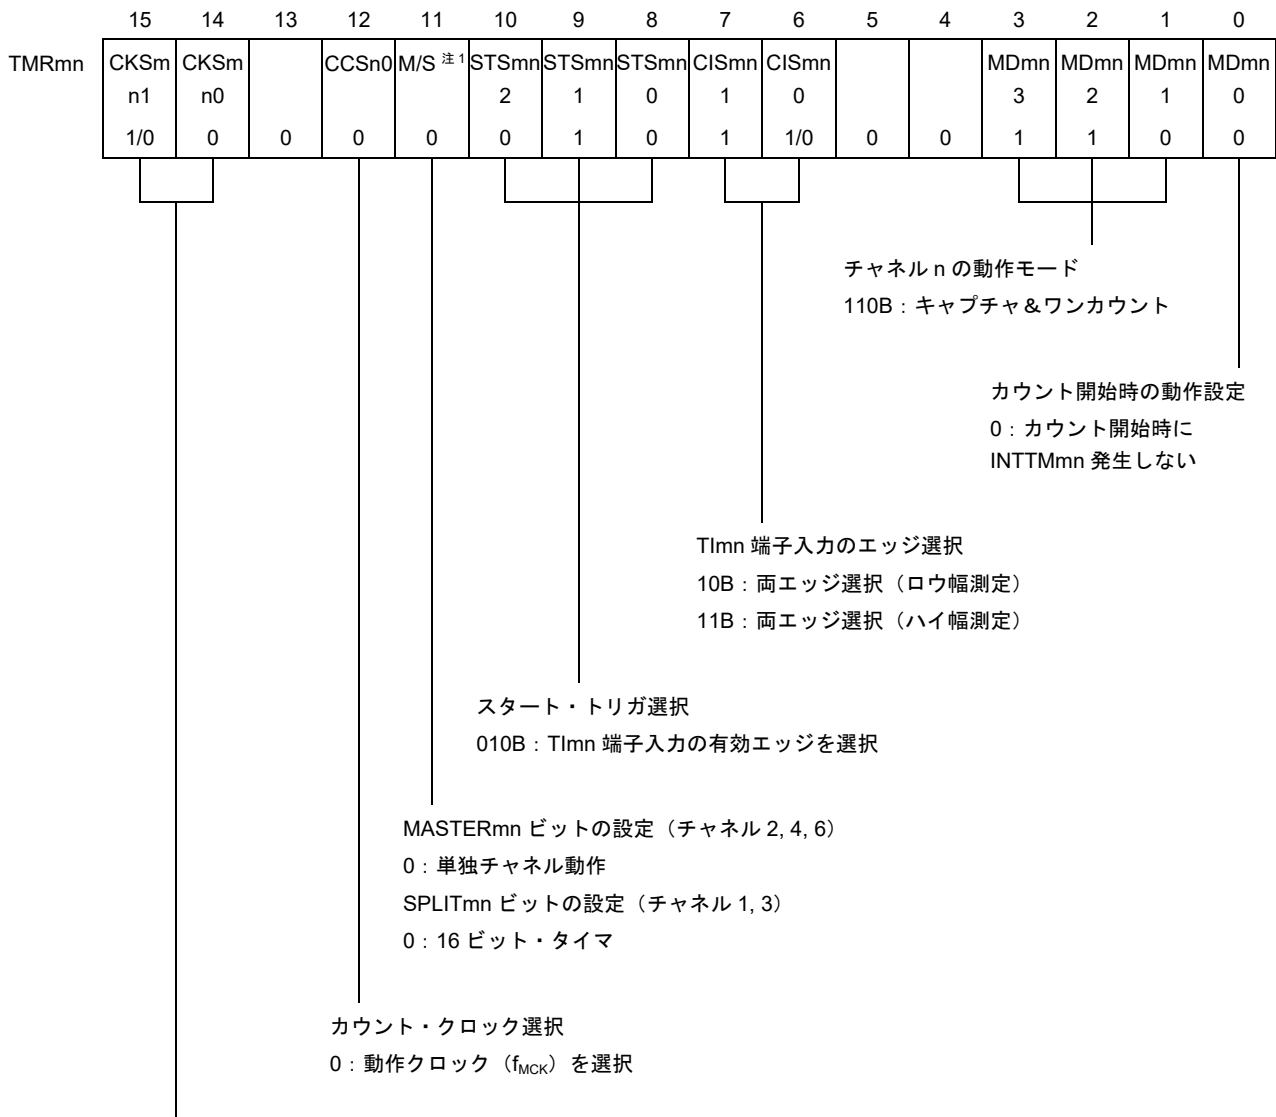 15 14 13 12 11 10 9 8 7 6 5 4 3 2 1 0
TMRmn CKSm CKSm CCSn0 M/S 注1 STSmn STSmn STSmn CISmn CISmn MDmn MDmn MDmn MDmn
n1 n0 2 1 0 1 0 3 2 1 0
1/0 0 0 0 0 0 1 0 1 1/0 0 0 1 1 0 0
チャネル n の動作モード
110B：キャプチャ＆ワンカウント
カウント開始時の動作設定
0：カウント開始時に
INTTMmn 発生しない
TImn 端子入力のエッジ選択
10B：両エッジ選択（ロウ幅測定）
11B：両エッジ選択（ハイ幅測定）
スタート・トリガ選択
010B：TImn 端子入力の有効エッジを選択
MASTERmn ビットの設定（チャネル 2, 4, 6）
0：単独チャネル動作
SPLITmn ビットの設定（チャネル 1, 3）
0：16 ビット・タイマ
カウント・クロック選択
0：動作クロック（fMCK）を選択